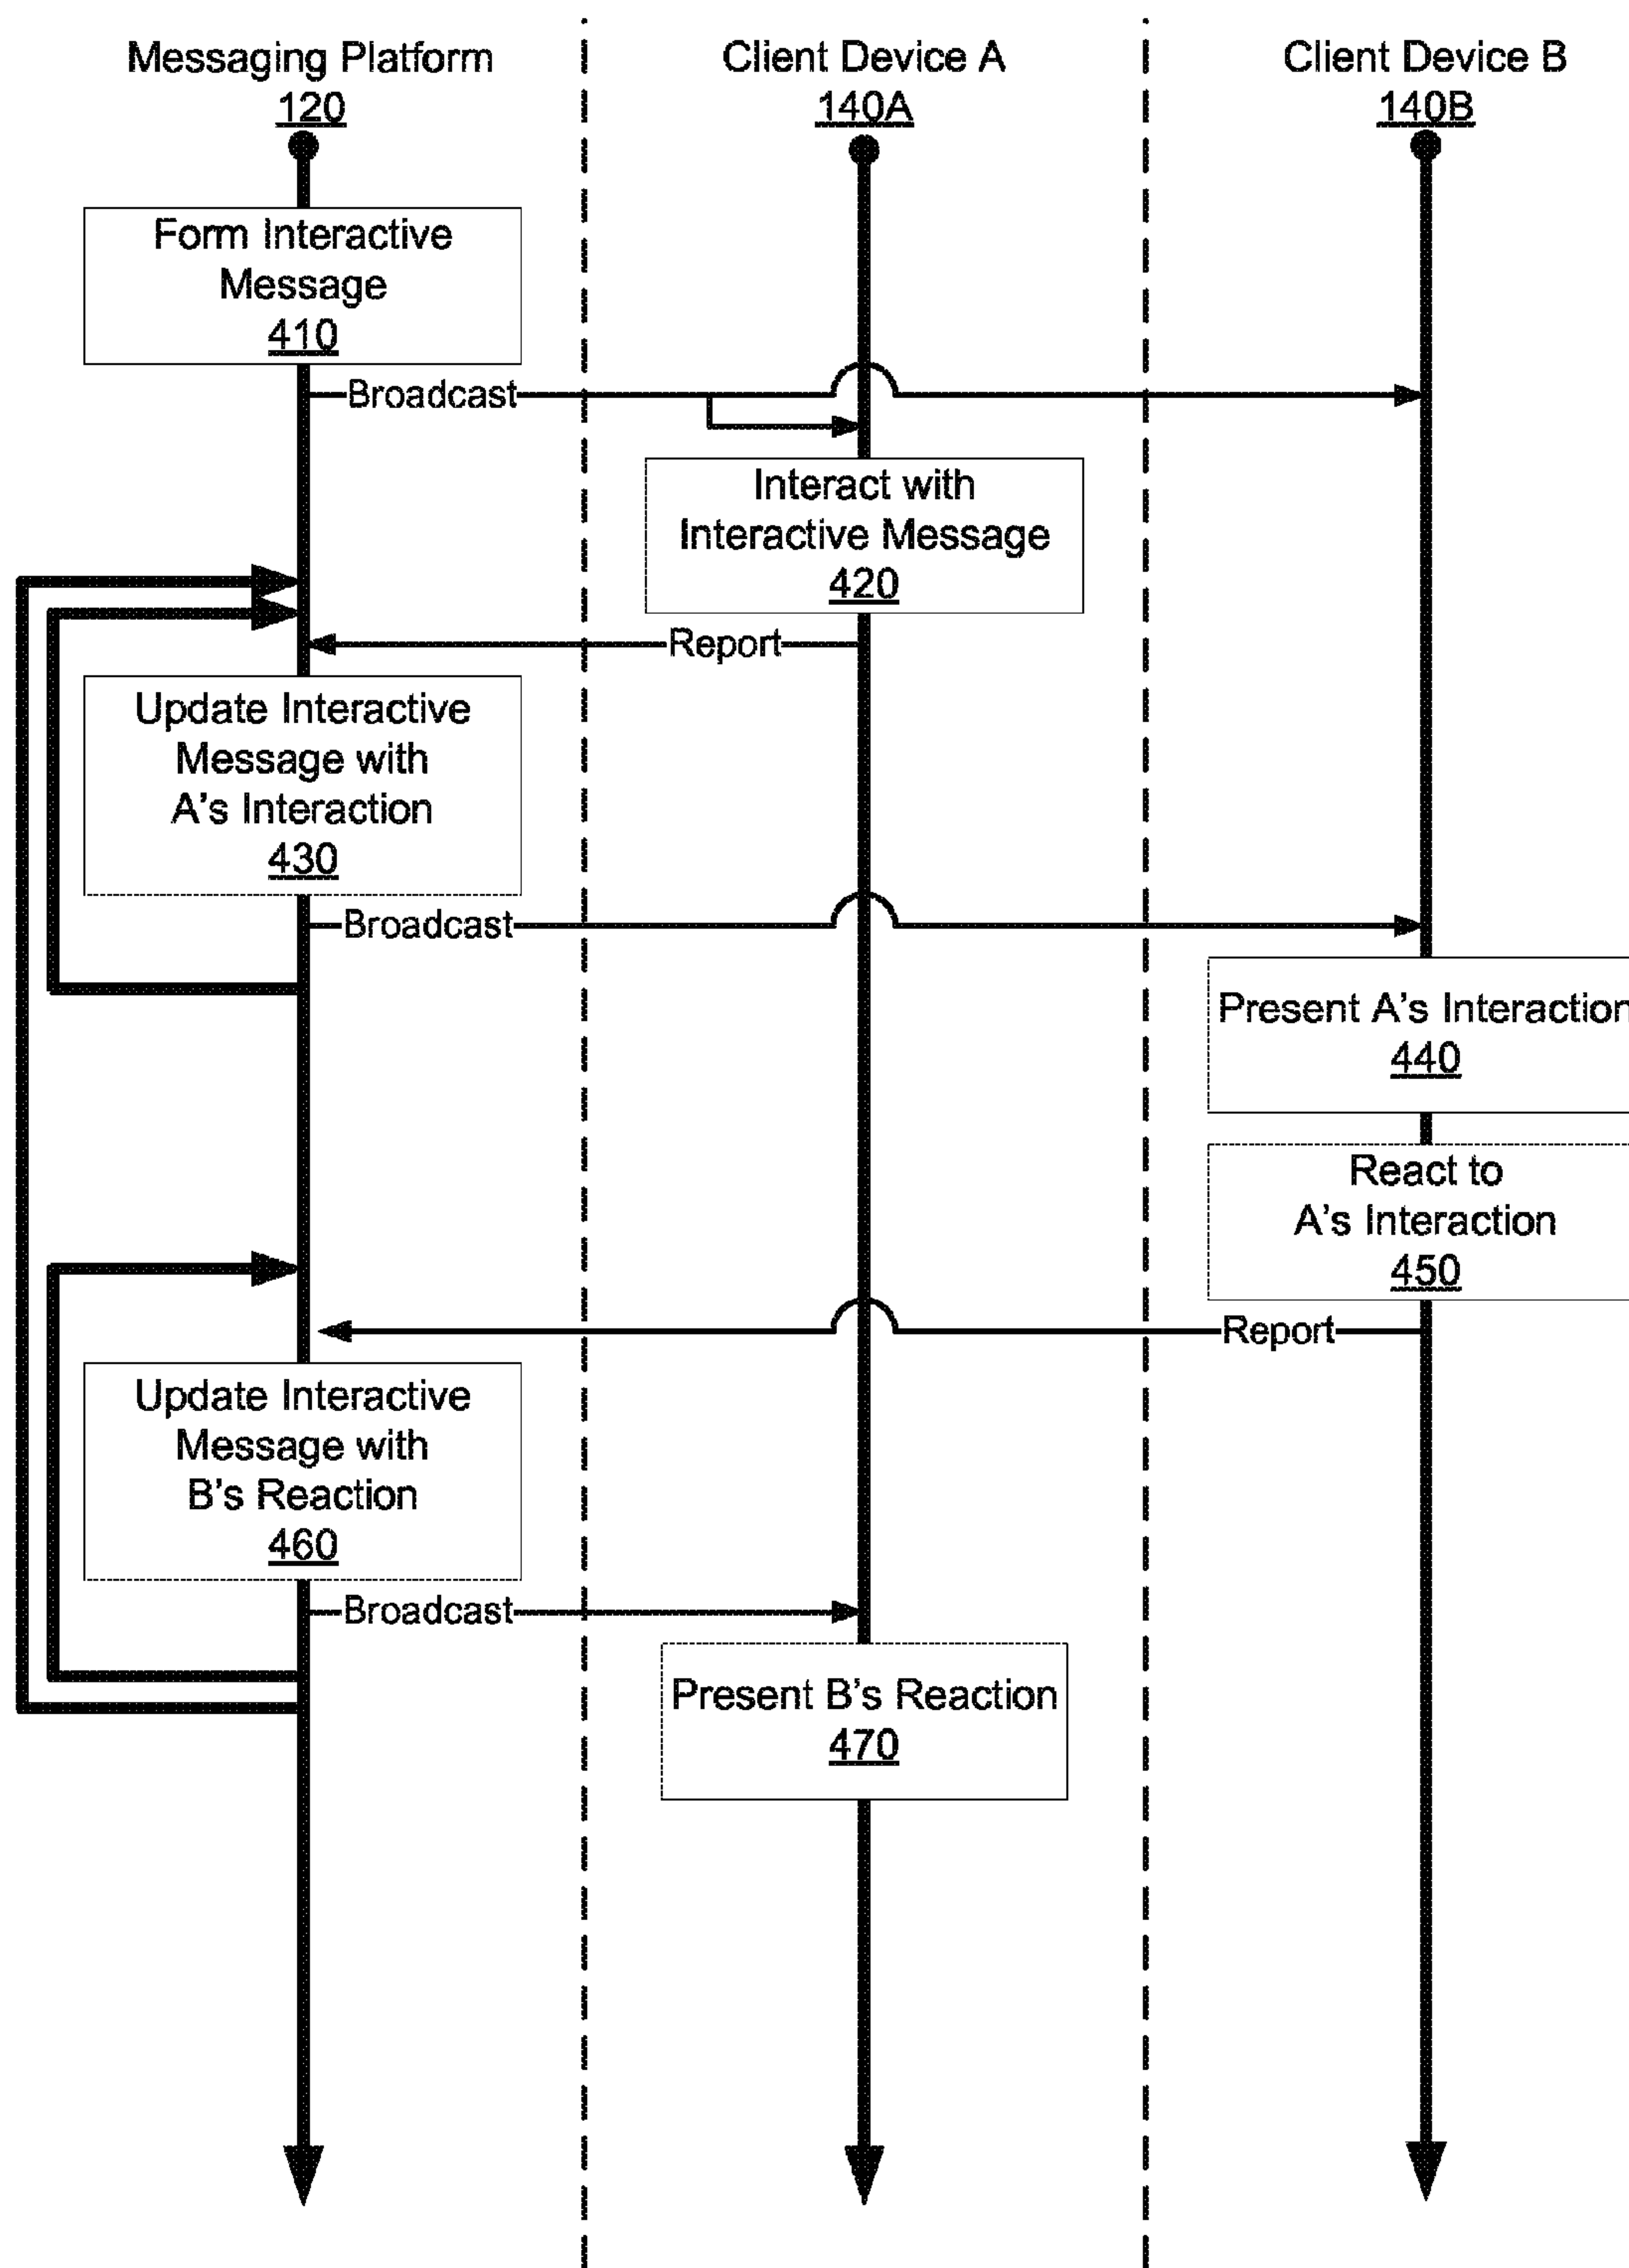 Messaging Platform
120
Client Device A
140A
Client Device B
140B
Form Interactive
Message
410
Broadcast
Interact with
Interactive Message
420
Report
Update Interactive
Message with
A's Interaction
430
Broadcast
Present A's Interaction
440
React to
A's Interaction
450
Report
Update Interactive
Message with
B's Reaction
460
Broadcast
Present B's Reaction
470